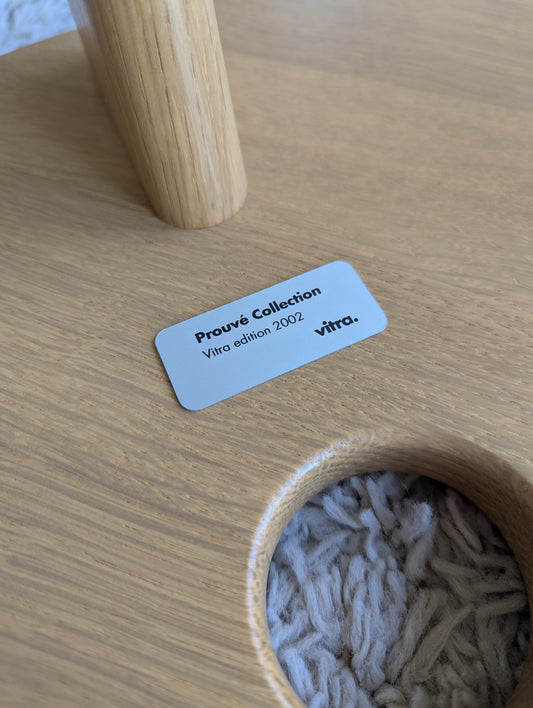 Prouvé Collection
Vitra edition 2002
vitra.